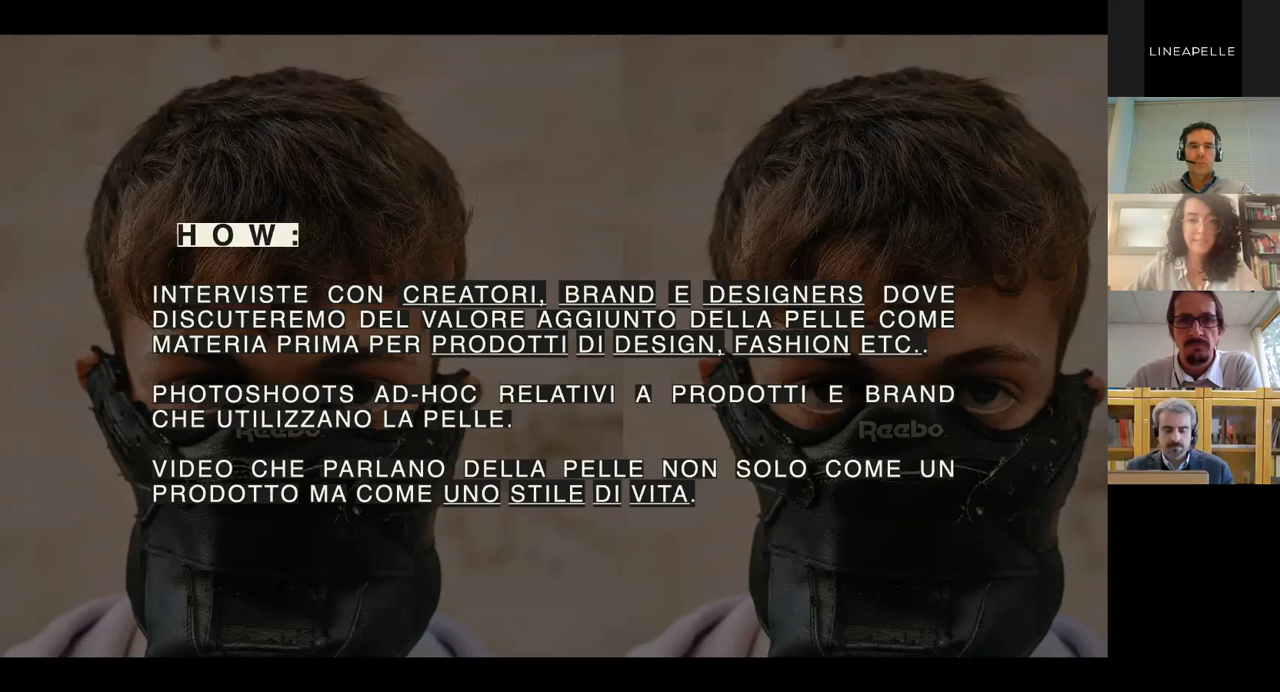 HOW:
INTERVISTE CON CREATORI, BRAND E DESIGNERS DOVE
DISCUTEREMO DEL VALORE AGGIUNTO DELLA PELLE COME
MATERIA PRIMA PER PRODOTTI DI DESIGN, FASHION ETC..
PHOTOSHOOTS AD-HOC RELATIVI A PRODOTTI E BRAND
CHE UTILIZZANO LA PELLE.
Reebo
Reebo
VIDEO CHE PARLANO DELLA PELLE NON SOLO COME UN
PRODOTTO MA COME UNO STILE DI VITA.
LINEAPELLE